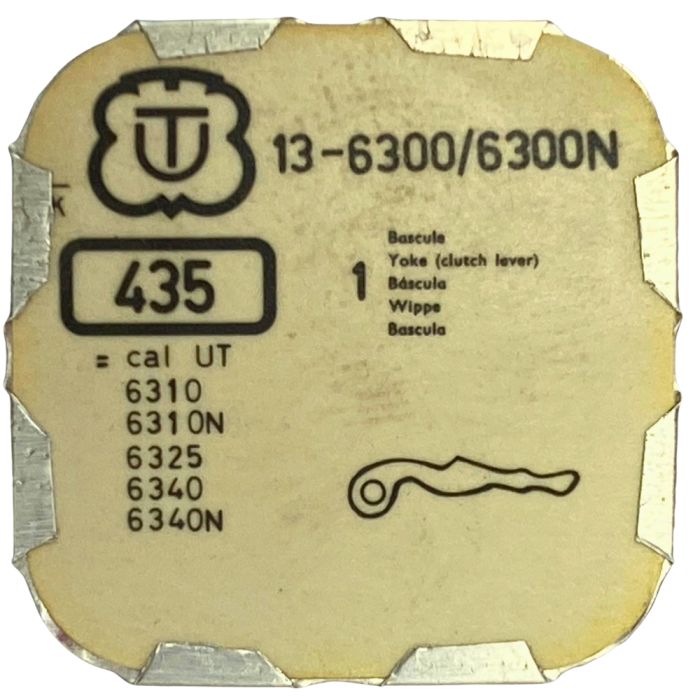 UT
13-6300/6300N
K
435
1
Bascule
Yoke (clutch lever)
Báscula
Wippe
Bascula
= cal UT
6310
6310N
6325
6340
6340N